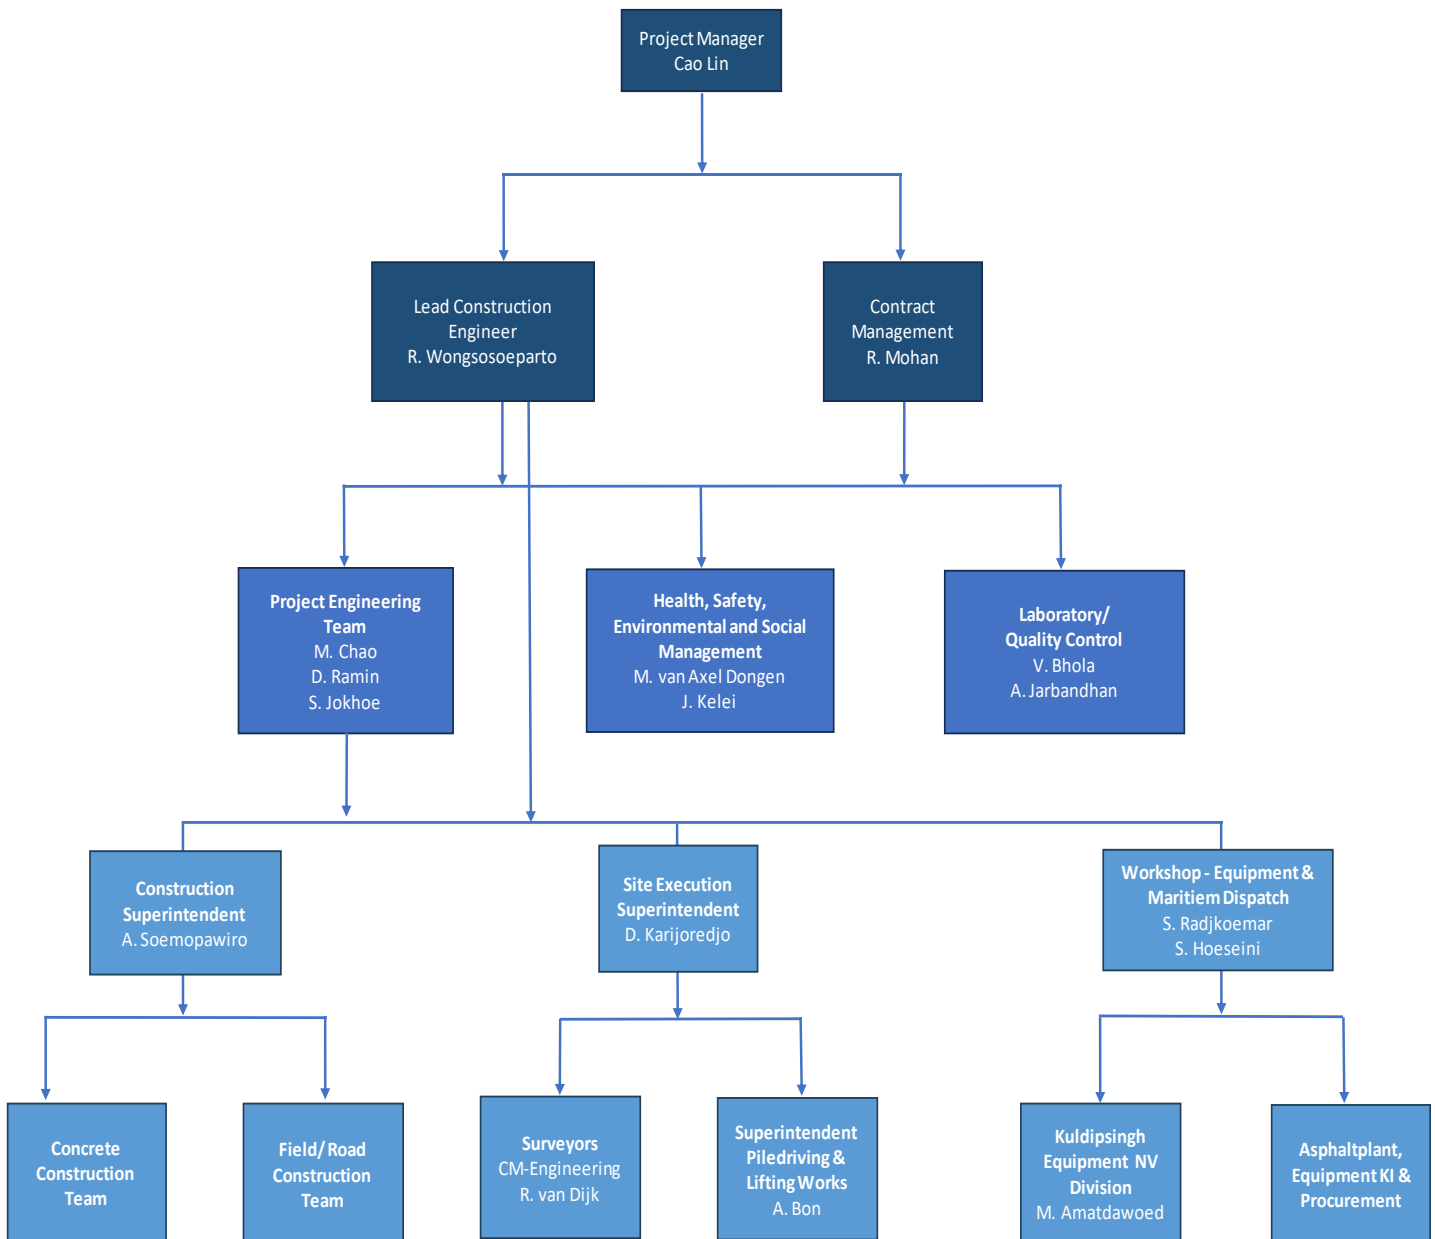 Project Manager
Cao Lin
Lead Construction
Engineer
R. Wongsosoeparto
Contract
Management
R. Mohan
Project Engineering
Team
M. Chao
D. Ramin
S. Jokhoe
Health, Safety,
Environmental and Social
Management
M. van Axel Dongen
J. Kelei
Laboratory/
Quality Control
V. Bhola
A. Jarbandhan
Construction
Superintendent
A. Soemopawiro
Site Execution
Superintendent
D. Karijoredjo
Workshop - Equipment &
Maritiem Dispatch
S. Radjkoemar
S. Hoeseini
Concrete
Construction
Team
Field/ Road
Construction
Team
Surveyors
CM-Engineering
R. van Dijk
Superintendent
Piledriving &
Lifting Works
A. Bon
Kuldipsingh
Equipment NV
Division
M. Amatdawoed
Asphaltplant,
Equipment KI &
Procurement